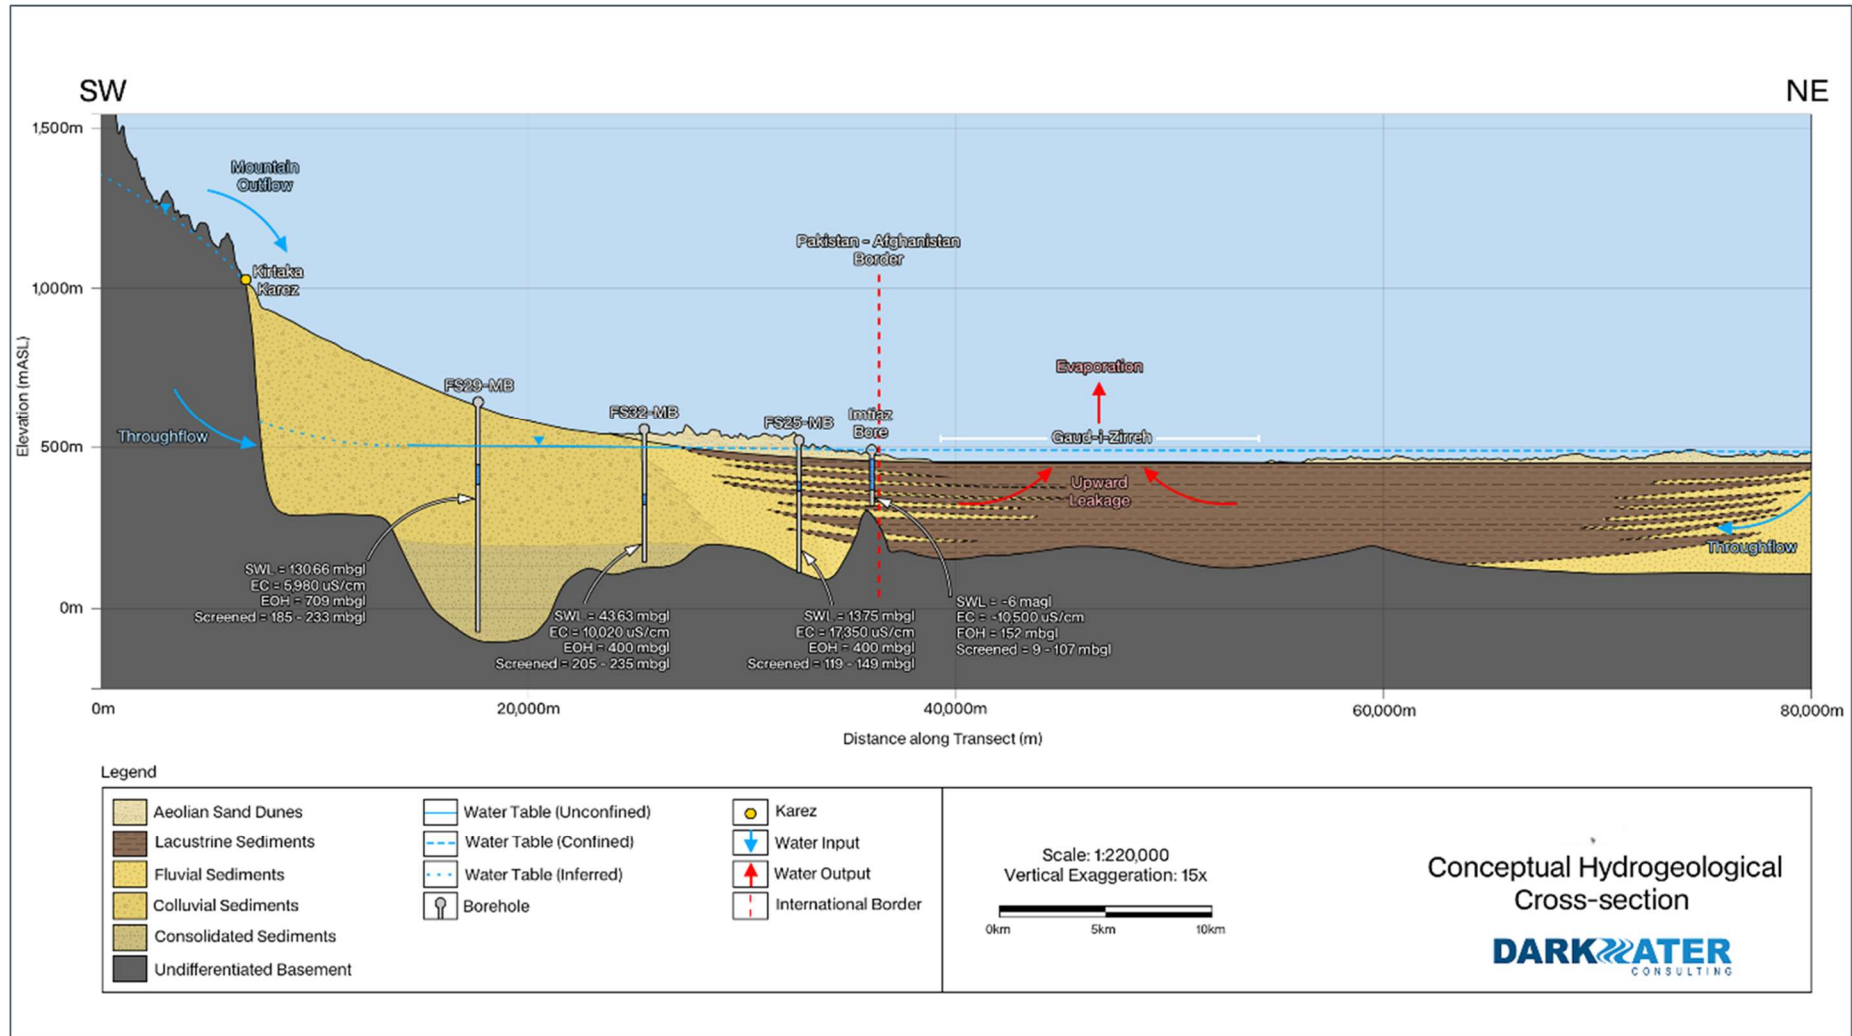 SW
NE
1,500m
Mountain
Outflow
Pakistan - Afghanistan
Border
Kirtaka
Karez
1,000m
Elevation (mASL)
Evaporation
FS29-MB
FS32-MB
FS25-MB
Imtiaz
Bore
Throughflow
500m
Gaud-i-Zirreh
Upward
Leakage
Throughflow
SWL = 130.66 mbgl
EC = 5,980 uS/cm
EOH = 709 mbgl
Screened = 185 - 233 mbgl
SWL = 43.63 mbgl
EC = 10,020 uS/cm
EOH = 400 mbgl
Screened = 205 - 235 mbgl
SWL = 13.75 mbgl
EC = 17,350 uS/cm
EOH = 400 mbgl
Screened = 119 - 149 mbgl
SWL = -6 magl
EC = -10,500 uS/cm
EOH = 152 mbgl
Screened = 9 - 107 mbgl
0m
0m
20,000m
40,000m
60,000m
80,000m
Distance along Transect (m)
Legend
Aeolian Sand Dunes
Lacustrine Sediments
Fluvial Sediments
Colluvial Sediments
Consolidated Sediments
Undifferentiated Basement
Water Table (Unconfined)
Water Table (Confined)
Water Table (Inferred)
Borehole
Karez
Water Input
Water Output
International Border
Scale: 1:220,000
Vertical Exaggeration: 15x
0km
5km
10km
Conceptual Hydrogeological
Cross-section
DARKWATER
CONSULTING